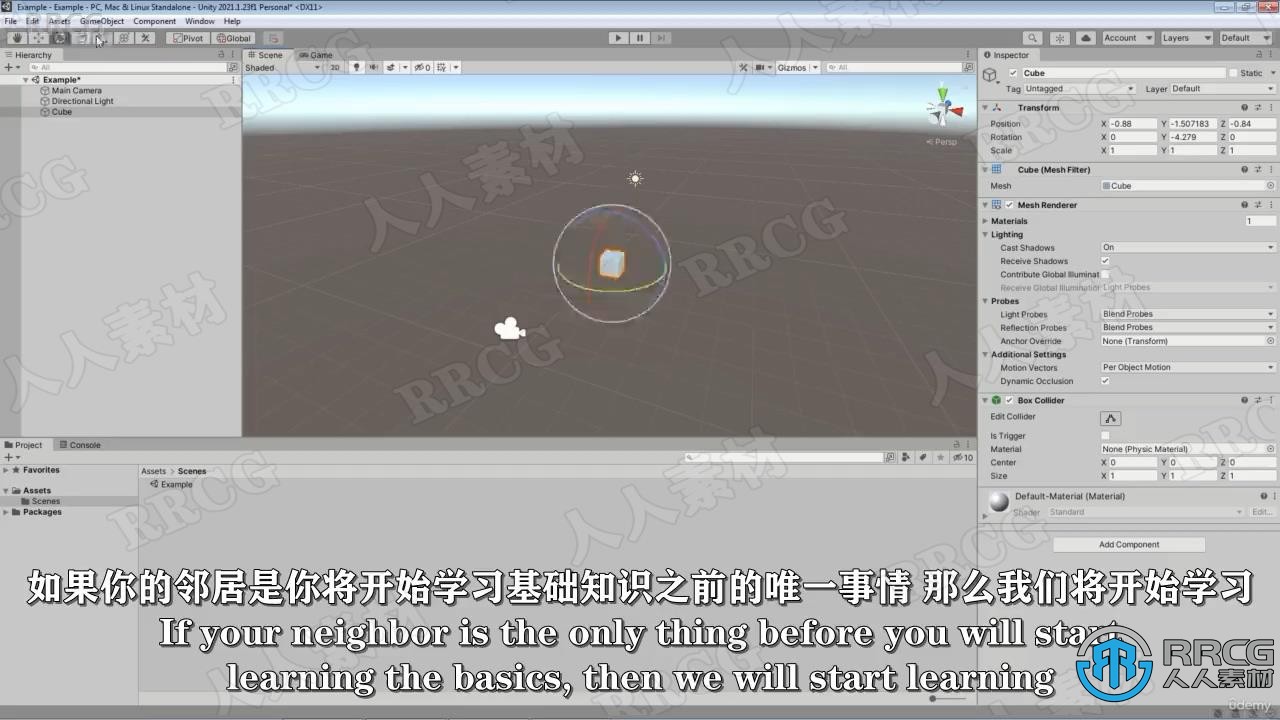 Example - Example - PC, Mac & Linux Standalone - Unity 2021.1.23f1 Personal* <DX11>
File Edit Assets GameObject Component Window Help
Pivot Global
Account Layers Default
Hierarchy
All
Example*
Main Camera
Directional Light
Cube
Scene Game
Shaded 2D 0 Gizmos All
Persp
Inspector
Cube Static
Tag Untagged Layer Default
Transform
Position X -0.88 Y -1.507183 Z -0.84
Rotation X 0 Y -4.279 Z 0
Scale X 1 Y 1 Z 1
Cube (Mesh Filter)
Mesh Cube
Mesh Renderer
Materials 1
Lighting
Cast Shadows On
Receive Shadows
Contribute Global Illuminat
Receive Global Illumination Light Probes
Probes
Light Probes Blend Probes
Reflection Probes Blend Probes
Anchor Override None (Transform)
Additional Settings
Motion Vectors Per Object Motion
Dynamic Occlusion
Box Collider
Edit Collider
Is Trigger
Material None (Physic Material)
Center X 0 Y 0 Z 0
Size X 1 Y 1 Z 1
Default-Material (Material)
Shader Standard Edit...
Add Component
Project Console
10
Favorites
Assets
Scenes
Packages
Assets > Scenes
Example
如果你的邻居是你将开始学习基础知识之前的唯一事情 那么我们将开始学习
If your neighbor is the only thing before you will start
learning the basics, then we will start learning
RRCG
人人素材
ûdemy